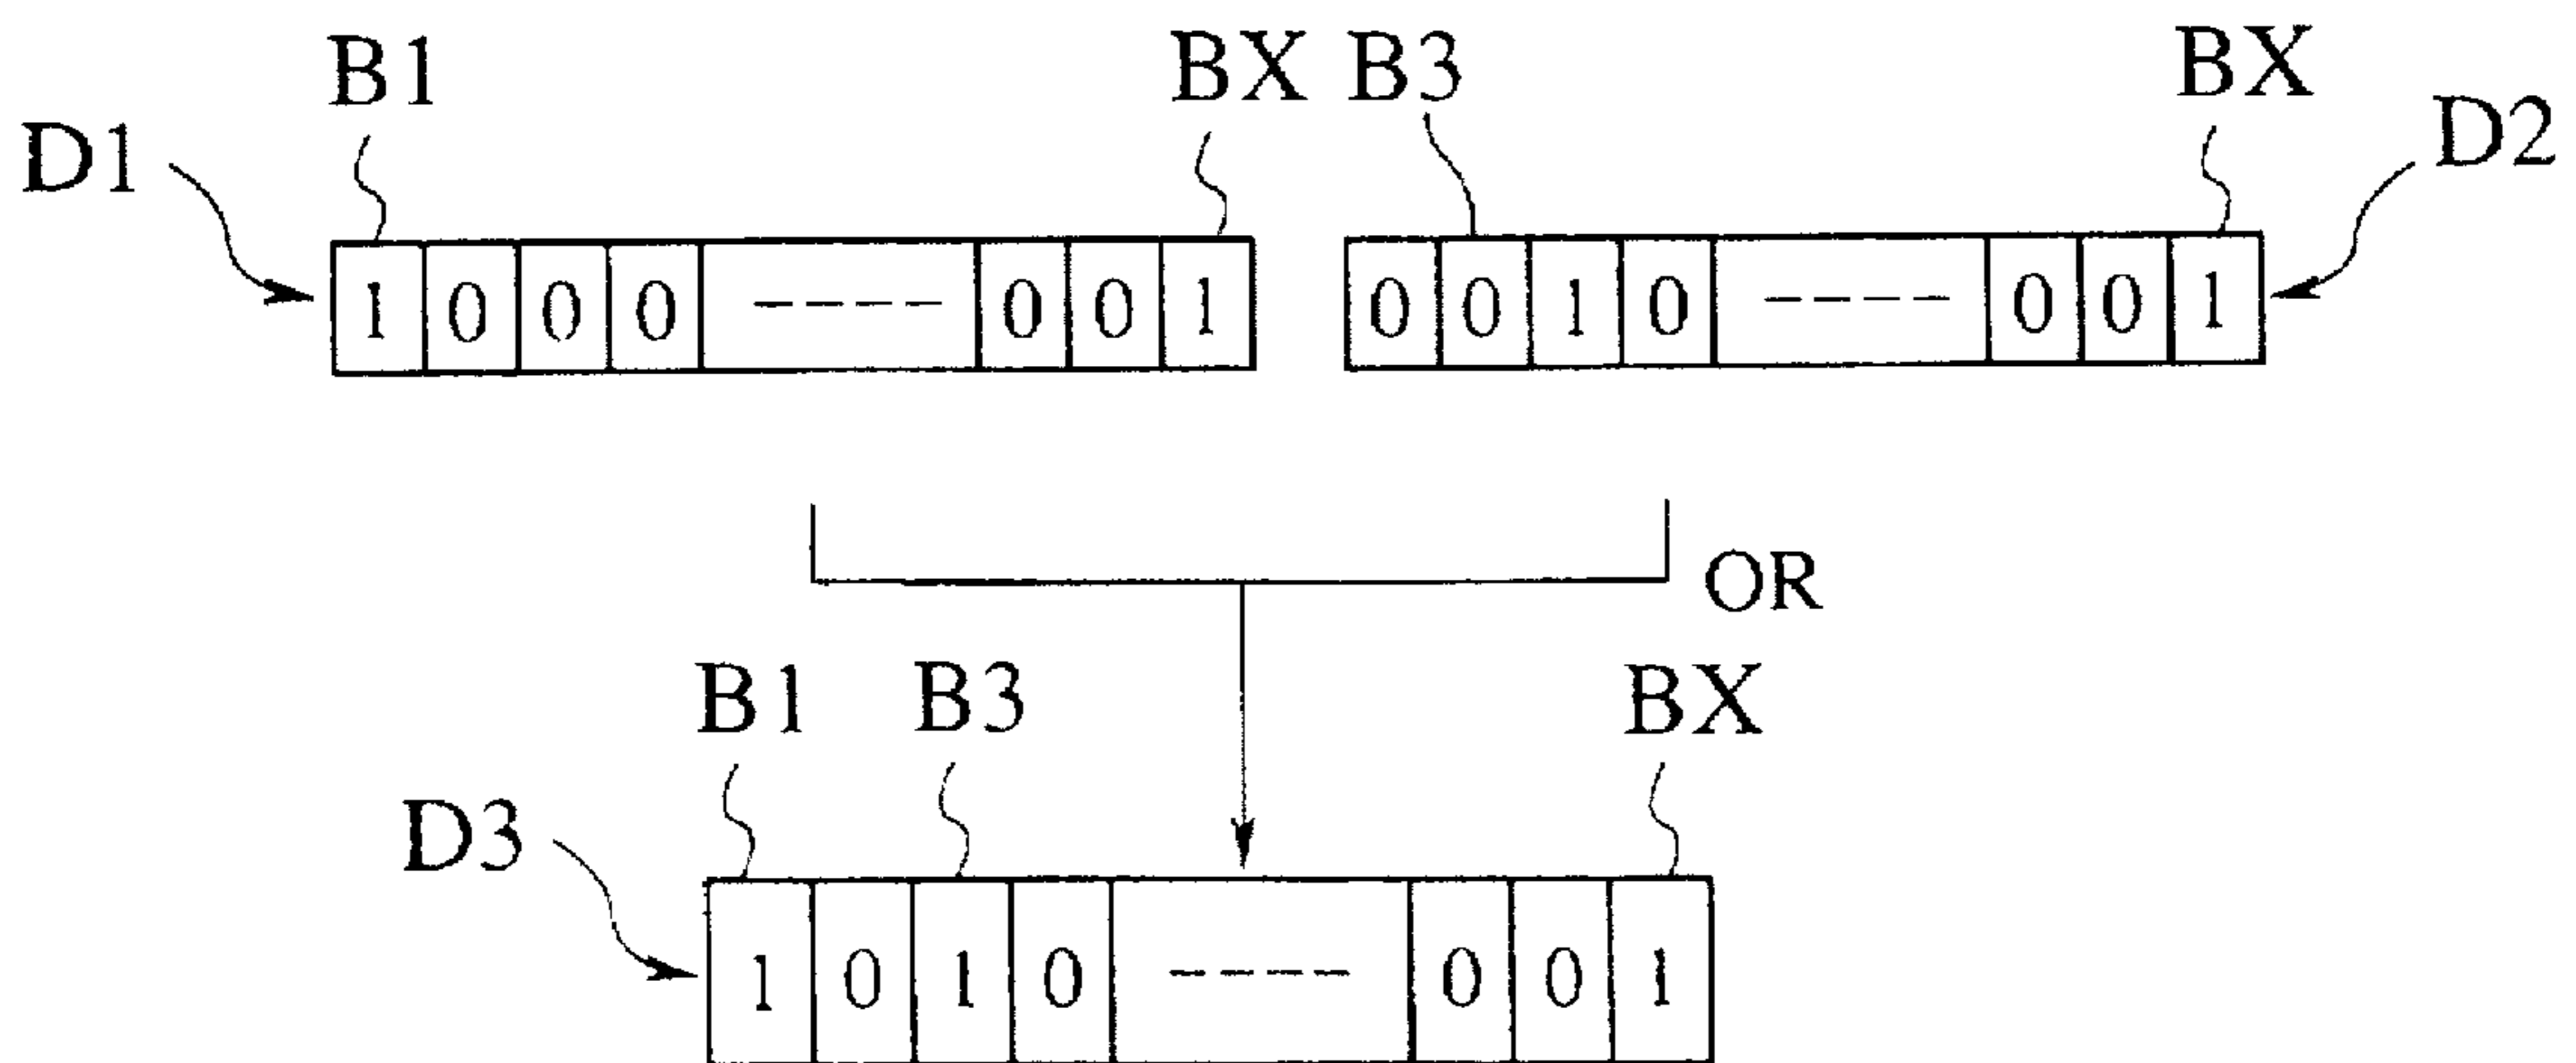 B1 BX B3 BX
D1 D2
1 0 0 0 ---- 0 0 1 0 0 1 0 ---- 0 0 1
OR
B1 B3 BX
D3
1 0 1 0 ---- 0 0 1